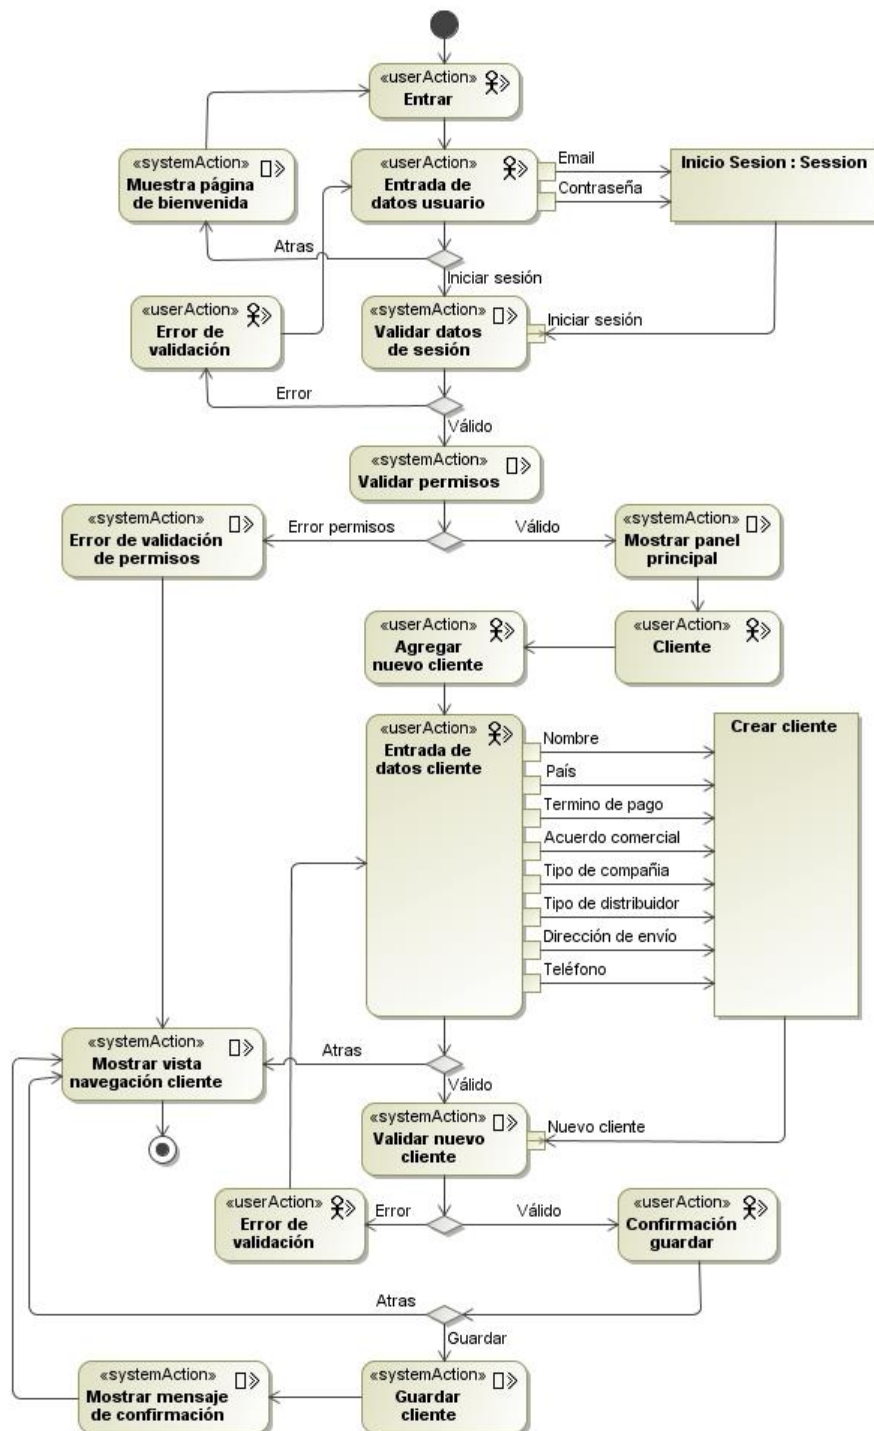 «userAction»
Entrar
«systemAction»
Muestra página
de bienvenida
«userAction»
Entrada de
datos usuario
Email
Contraseña
Inicio Sesion : Session
Atras
Iniciar sesión
«userAction»
Error de
validación
«systemAction»
Validar datos
de sesión
Iniciar sesión
Error
Válido
«systemAction»
Validar permisos
«systemAction»
Error de validación
de permisos
Error permisos
Válido
«systemAction»
Mostrar panel
principal
«userAction»
Agregar
nuevo cliente
«userAction»
Cliente
«userAction»
Entrada de
datos cliente
Nombre
País
Termino de pago
Acuerdo comercial
Tipo de compañia
Tipo de distribuidor
Dirección de envío
Teléfono
Crear cliente
«systemAction»
Mostrar vista
navegación cliente
Atras
Válido
«systemAction»
Validar nuevo
cliente
Nuevo cliente
«userAction»
Error de
validación
Error
Válido
«userAction»
Confirmación
guardar
Atras
Guardar
«systemAction»
Mostrar mensaje
de confirmación
«systemAction»
Guardar
cliente